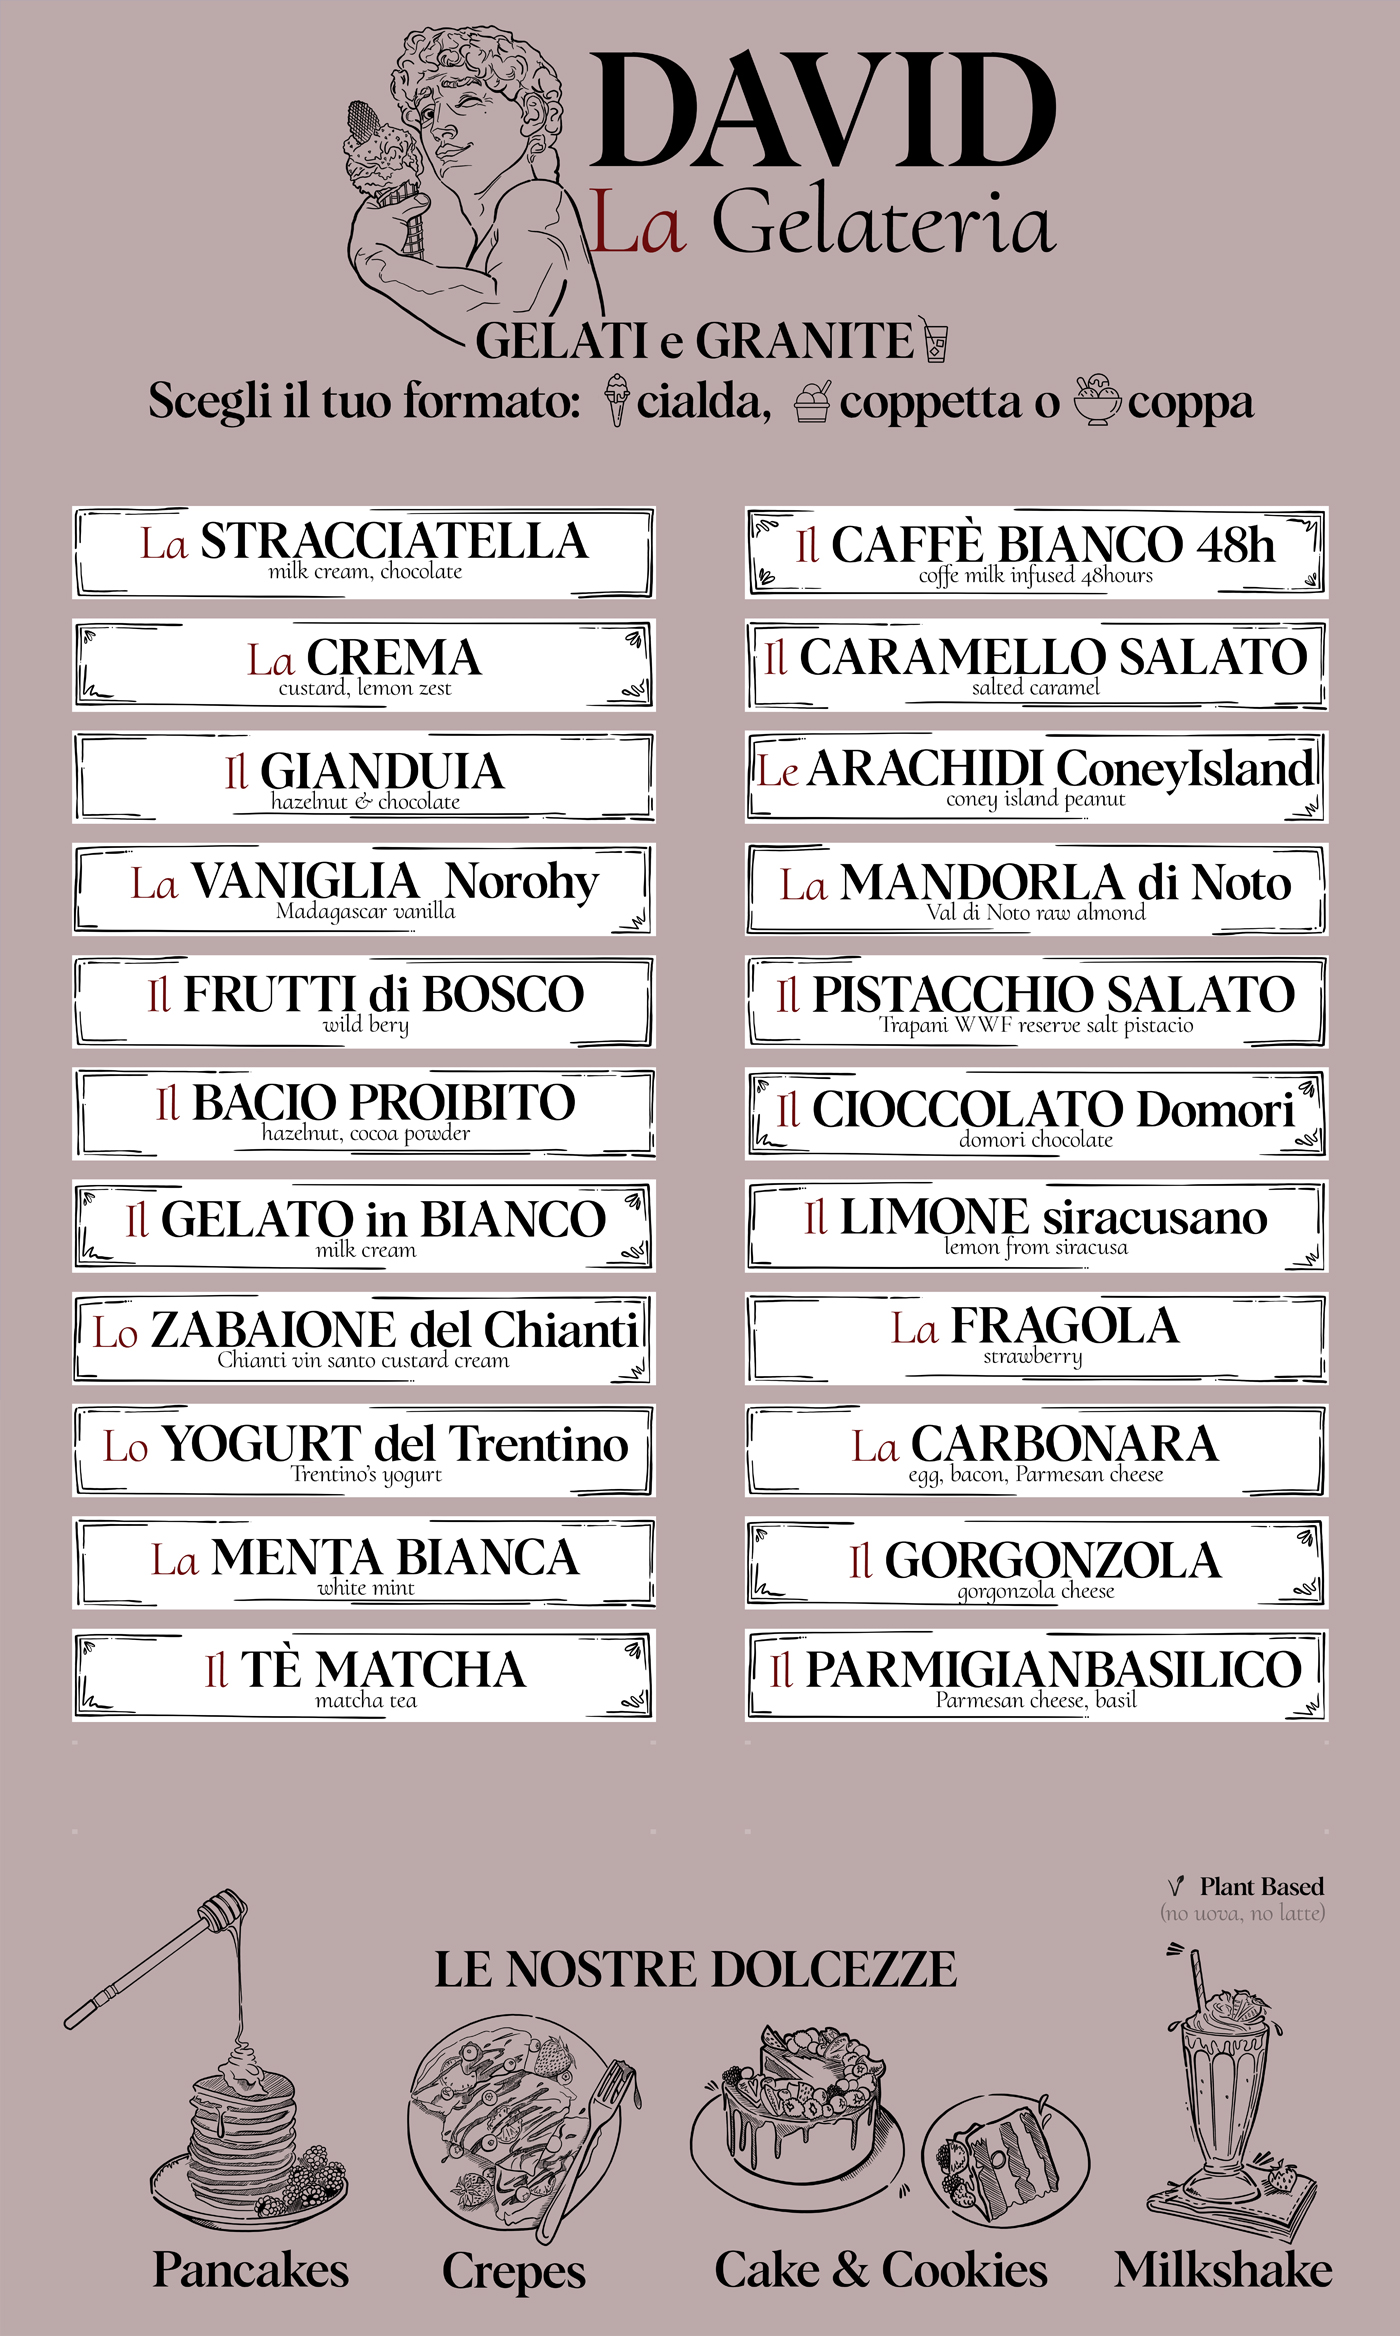 DAVID
La Gelateria
GELATI e GRANITE
Scegli il tuo formato: cialda, coppetta o coppa
La STRACCIATELLA
milk cream, chocolate
La CREMA
custard, lemon zest
Il GIANDUIA
hazelnut & chocolate
La VANIGLIA Norohy
Madagascar vanilla
Il FRUTTI di BOSCO
wild bery
Il BACIO PROIBITO
hazelnut, cocoa powder
Il GELATO in BIANCO
milk cream
Lo ZABAIONE del Chianti
Chianti vin santo custard cream
Lo YOGURT del Trentino
Trentino's yogurt
La MENTA BIANCA
white mint
Il TÈ MATCHA
matcha tea
Il CAFFÈ BIANCO 48h
coffe milk infused 48hours
Il CARAMELLO SALATO
salted caramel
Le ARACHIDI ConeyIsland
coney island peanut
La MANDORLA di Noto
Val di Noto raw almond
Il PISTACCHIO SALATO
Trapani WWF reserve salt pistacio
Il CIOCCOLATO Domori
domori chocolate
Il LIMONE siracusano
lemon from siracusa
La FRAGOLA
strawberry
La CARBONARA
egg, bacon, Parmesan cheese
Il GORGONZOLA
gorgonzola cheese
Il PARMIGIANBASILICO
Parmesan cheese, basil
Plant Based
(no uova, no latte)
LE NOSTRE DOLCEZZE
Pancakes
Crepes
Cake & Cookies
Milkshake